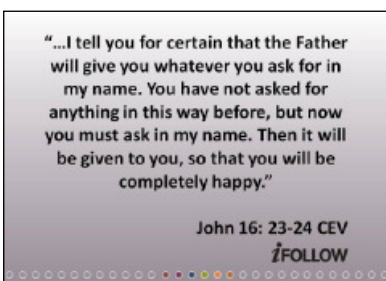 “...I tell you for certain that the Father
will give you whatever you ask for in
my name. You have not asked for
anything in this way before, but now
you must ask in my name. Then it will
be given to you, so that you will be
completely happy.”
John 16: 23-24 CEV
iFOLLOW